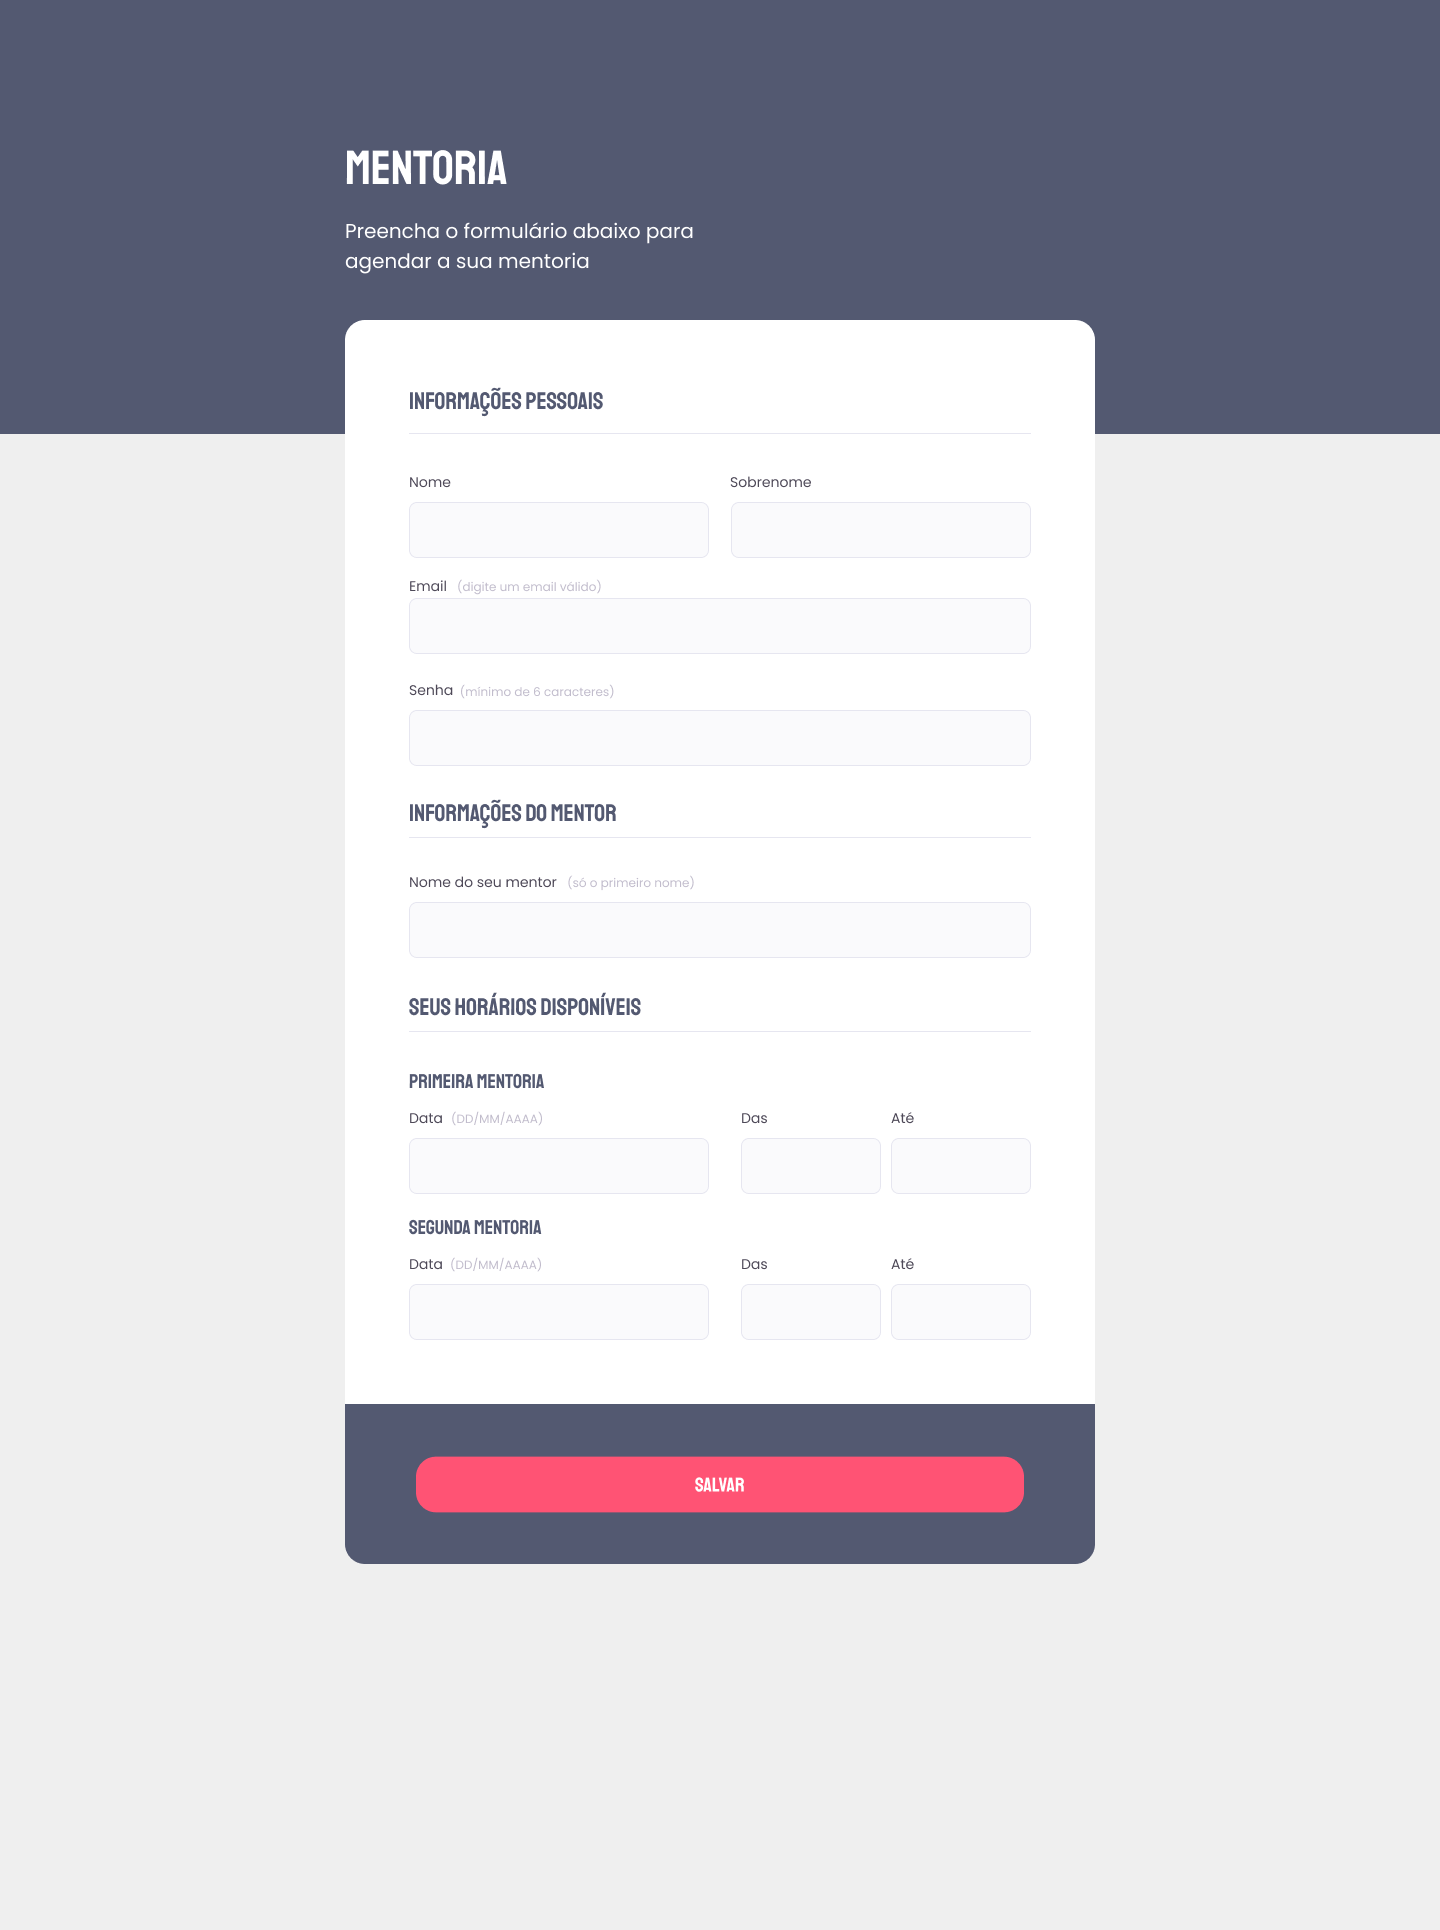 MENTORIA
Preencha o formulário abaixo para
agendar a sua mentoria
INFORMAÇÕES PESSOAIS
Nome Sobrenome
Email (digite um email válido)
Senha (mínimo de 6 caracteres)
INFORMAÇÕES DO MENTOR
Nome do seu mentor (só o primeiro nome)
SEUS HORÁRIOS DISPONÍVEIS
PRIMEIRA MENTORIA
Data (DD/MM/AAAA) Das Até
SEGUNDA MENTORIA
Data (DD/MM/AAAA) Das Até
SALVAR